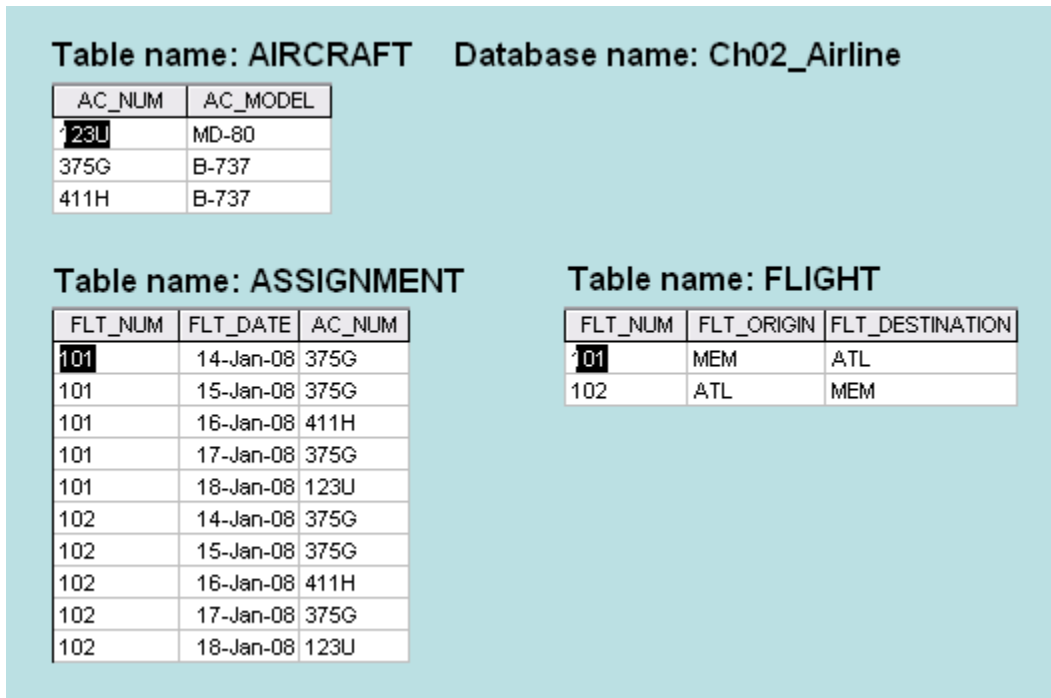 Table name: AIRCRAFT Database name: Ch02_Airline
AC_NUM AC_MODEL
123U MD-80
375G B-737
411H B-737
Table name: ASSIGNMENT
FLT_NUM FLT_DATE AC_NUM
101 14-Jan-08 375G
101 15-Jan-08 375G
101 16-Jan-08 411H
101 17-Jan-08 375G
101 18-Jan-08 123U
102 14-Jan-08 375G
102 15-Jan-08 375G
102 16-Jan-08 411H
102 17-Jan-08 375G
102 18-Jan-08 123U
Table name: FLIGHT
FLT_NUM FLT_ORIGIN FLT_DESTINATION
101 MEM ATL
102 ATL MEM